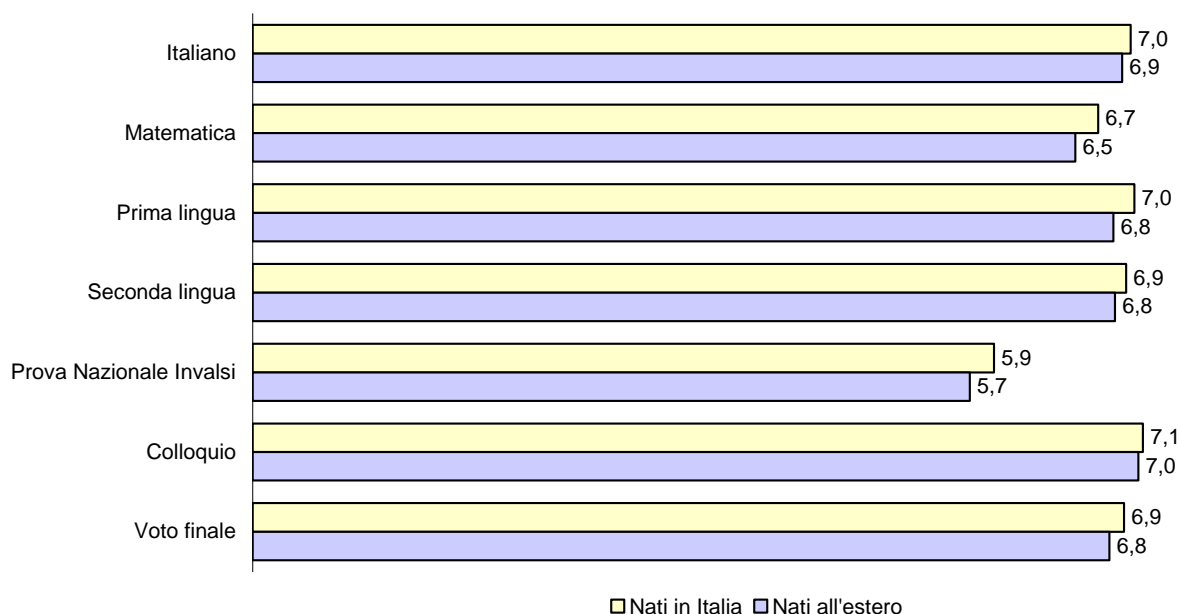 Italiano
7,0
6,9
Matematica
6,7
6,5
Prima lingua
7,0
6,8
Seconda lingua
6,9
6,8
Prova Nazionale Invalsi
5,9
5,7
Colloquio
7,1
7,0
Voto finale
6,9
6,8
Nati in Italia Nati all'estero